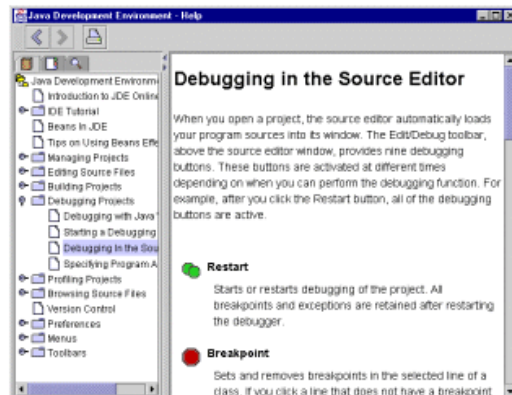 Java Development Environment - Help
Java Development Environm
Introduction to JDE Online
IDE Tutorial
Beans in JDE
Tips on Using Beans Effe
Managing Projects
Editing Source Files
Building Projects
Debugging Projects
Debugging with Java
Starting a Debugging
Debugging In the Sou
Specifying Program A
Profiling Projects
Browsing Source Files
Version Control
Preferences
Menus
Toolbars
Debugging in the Source Editor
When you open a project, the source editor automatically loads
your program sources into its window. The Edit/Debug toolbar,
above the source editor window, provides nine debugging
buttons. These buttons are activated at different times
depending on when you can perform the debugging function. For
example, after you click the Restart button, all of the debugging
buttons are active.
Restart
Starts or restarts debugging of the project. All
breakpoints and exceptions are retained after restarting
the debugger.
Breakpoint
Sets and removes breakpoints in the selected line of a
class. If you click a line that does not have a breakpoint